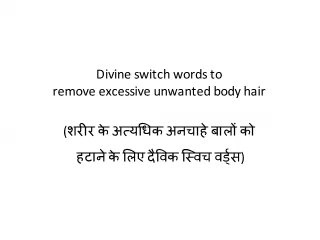 Divine switch words to
remove excessive unwanted body hair
(शरीर के अत्यधिक अनचाहे बालों को
हटाने के लिए दैविक स्विच वर्ड्स)